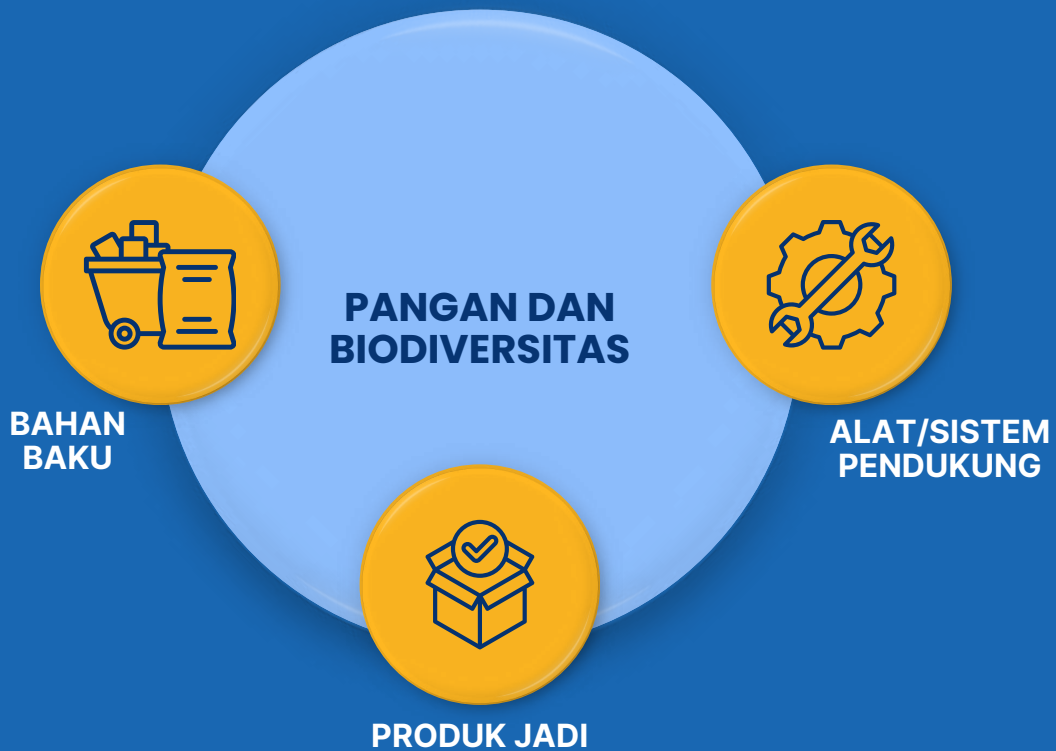 PANGAN DAN
BIODIVERSITAS
BAHAN
BAKU
ALAT/SISTEM
PENDUKUNG
PRODUK JADI